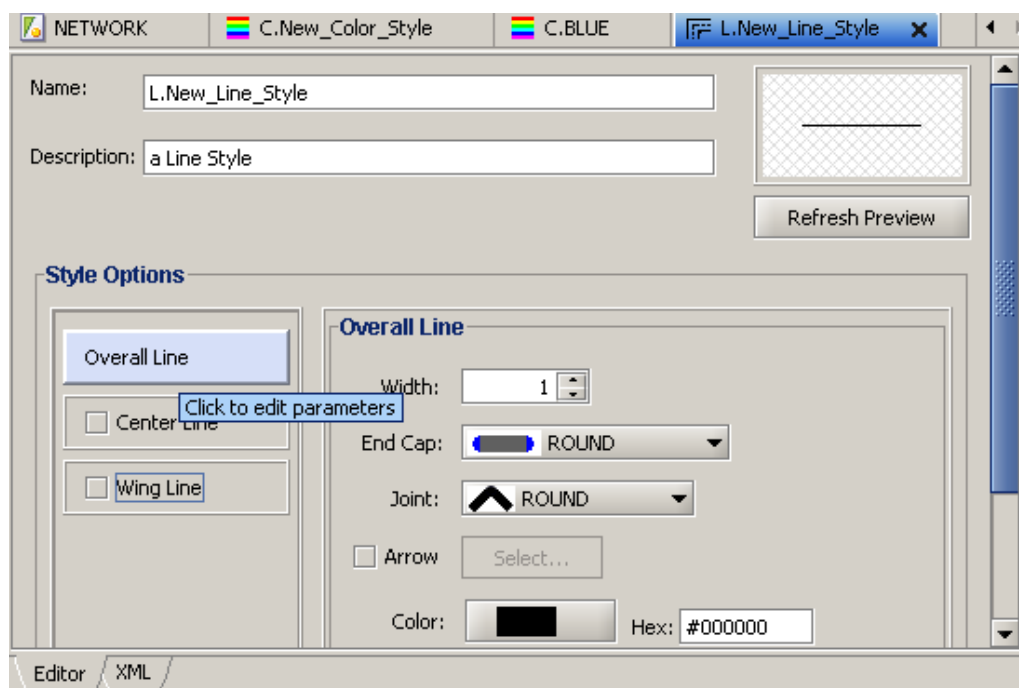 NETWORK C.New_Color_Style C.BLUE L.New_Line_Style
Name: L.New_Line_Style
Description: a Line Style
Refresh Preview
Style Options
Overall Line
Click to edit parameters
Center Line
Wing Line
Overall Line
Width: 1
End Cap: ROUND
Joint: ROUND
Arrow Select...
Color: Hex: #000000
Editor XML